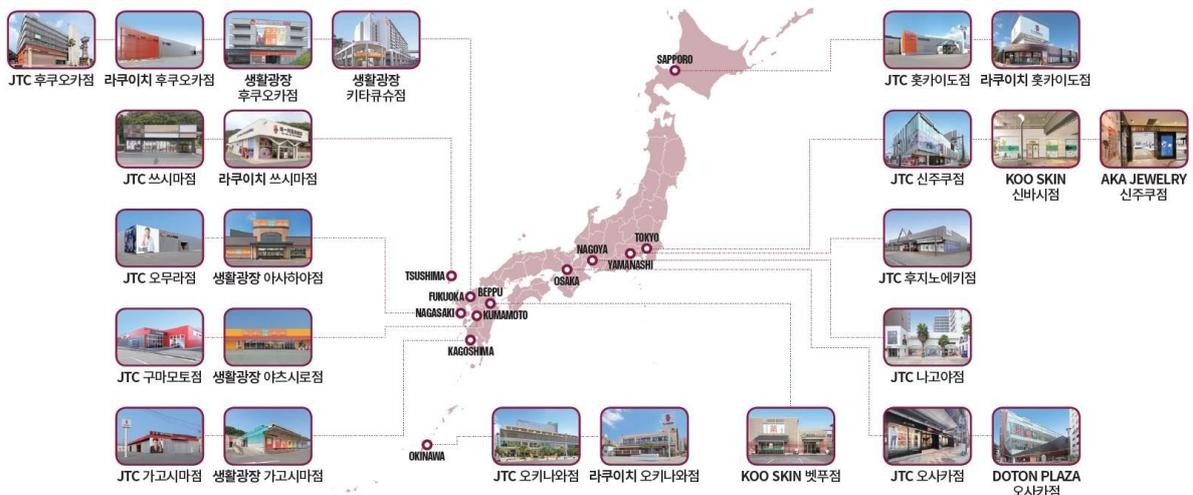 JTC 후쿠오카점
라쿠이치 후쿠오카점
생활광장
후쿠오카점
생활광장
키타큐슈점
SAPPORO
JTC 홋카이도점
라쿠이치 홋카이도점
JTC 쓰시마점
라쿠이치 쓰시마점
JTC 신주쿠점
KOO SKIN
신바시점
AKA JEWELRY
신주쿠점
JTC 오무라점
생활광장 이사하야점
TOKYO
NAGOYA
YAMANASHI
OSAKA
TSUSHIMA
FUKUOKA
BEPPU
NAGASAKI
KUMAMOTO
KAGOSHIMA
JTC 후지노에키점
JTC 구마모토점
생활광장 야츠시로점
JTC 나고야점
JTC 가고시마점
생활광장 가고시마점
OKINAWA
JTC 오키나와점
라쿠이치 오키나와점
KOO SKIN 벳푸점
JTC 오사카점
DOTON PLAZA
오사카점